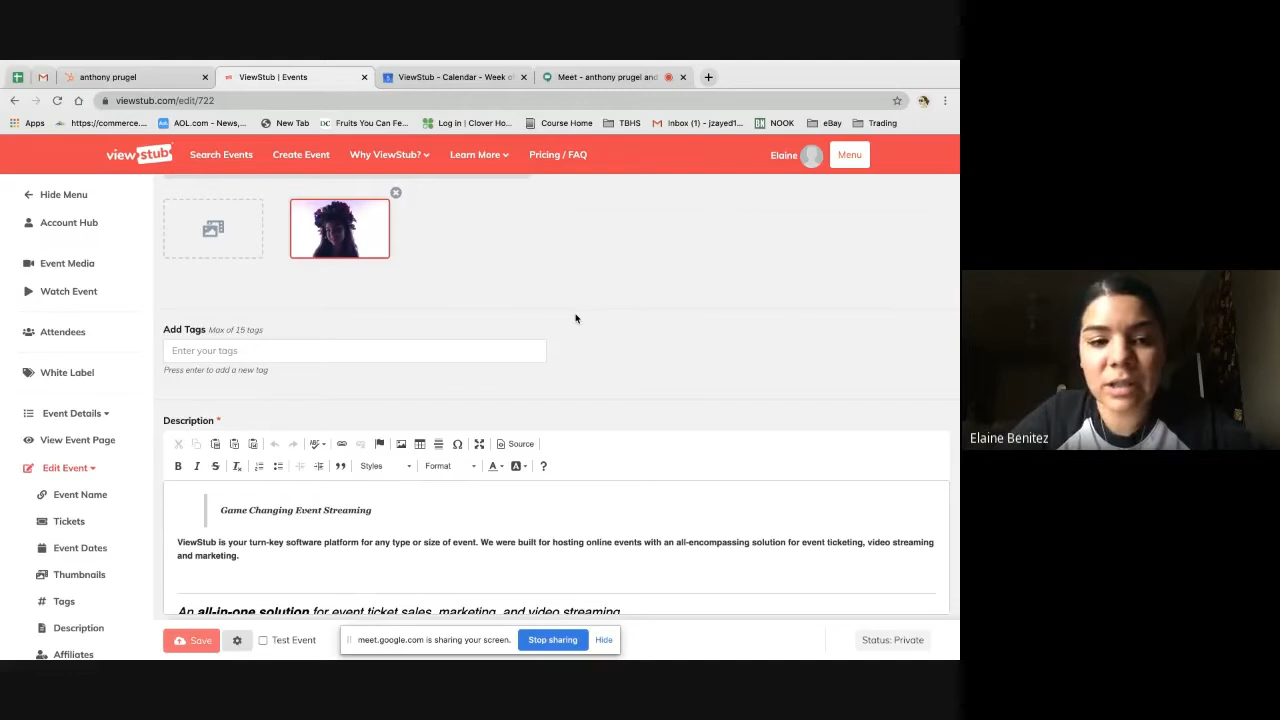 anthony prugel
ViewStub | Events
ViewStub - Calendar - Week o
Meet - anthony prugel and
viewstub.com/edit/722
Apps
https://commerce....
AOL.com - News,...
New Tab
Fruits You Can Fe...
Log in | Clover Ho...
Course Home
TBHS
Inbox (1) - jzayed1...
NOOK
eBay
Trading
view stub
Search Events
Create Event
Why ViewStub?
Learn More
Pricing / FAQ
Elaine
Menu
Hide Menu
Account Hub
Event Media
Watch Event
Attendees
White Label
Event Details
View Event Page
Edit Event
Event Name
Tickets
Event Dates
Thumbnails
Tags
Description
Affiliates
Add Tags Max of 15 tags
Enter your tags
Press enter to add a new tag
Description *
Source
B I S Styles Format A A ?
Game Changing Event Streaming
ViewStub is your turn-key software platform for any type or size of event. We were built for hosting online events with an all-encompassing solution for event ticketing, video streaming
and marketing.
An all-in-one solution for event ticket sales, marketing, and video streaming
Save
Test Event
meet.google.com is sharing your screen.
Stop sharing
Hide
Status: Private
Elaine Benitez